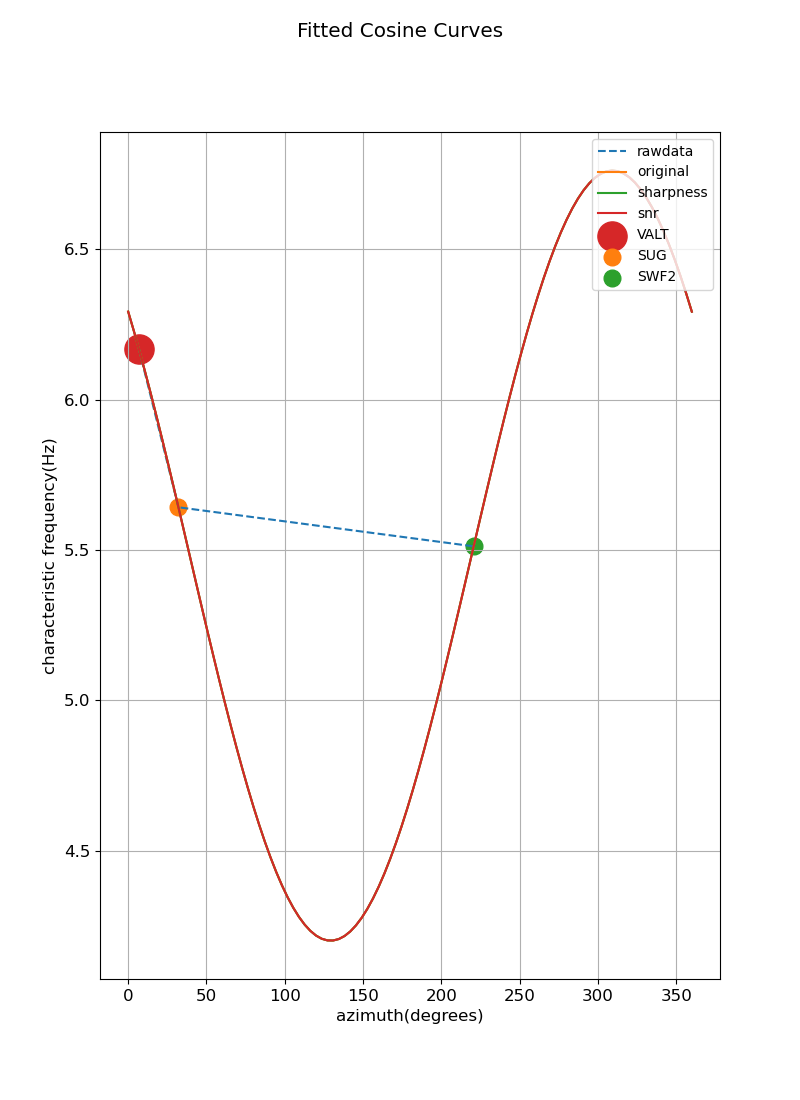 Fitted Cosine Curves
rawdata
original
sharpness
snr
VALT
SUG
SWF2
characteristic frequency(Hz)
6.5
6.0
5.5
5.0
4.5
0 50 100 150 200 250 300 350
azimuth(degrees)